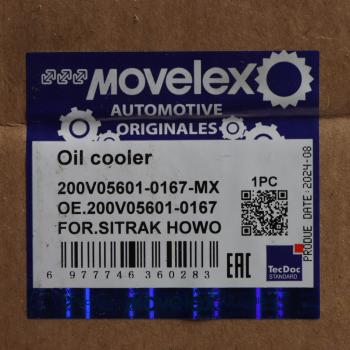 Movelex
AUTOMOTIVE
ORIGINALES
Oil cooler
200V05601-0167-MX
OE.200V05601-0167
FOR.SITRAK HOWO
1PC
6 977746 360283
EAC
TecDoc
STANDARD
PRODUE DATE:2024-08